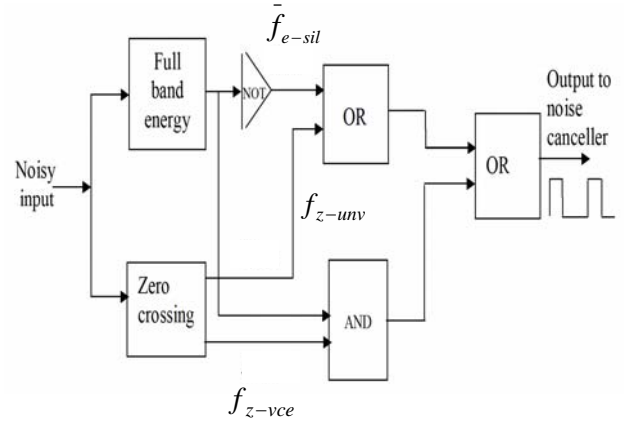 f̄e−sil
Full
band
energy
NOT
OR
Output to
noise
canceller
OR
Noisy
input
fz−unv
Zero
crossing
AND
fz−vce